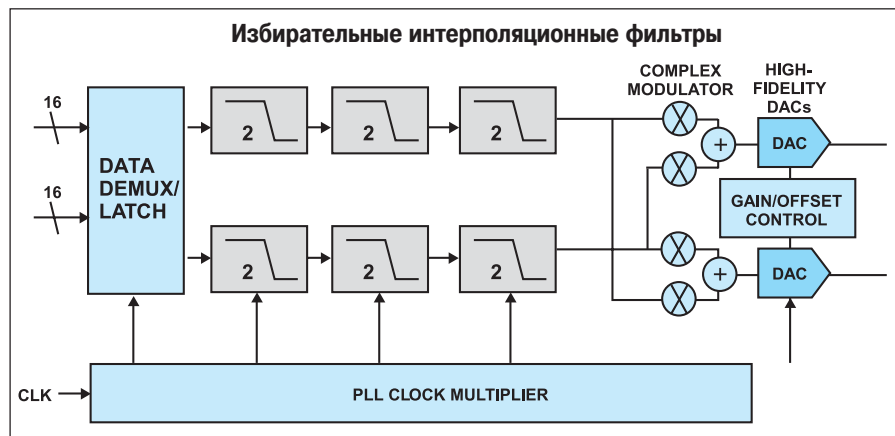 Избирательные интерполяционные фильтры
COMPLEX
MODULATOR
HIGH-
FIDELITY
DACs
16
16
DATA
DEMUX/
LATCH
2
2
2
2
2
2
+
+
DAC
GAIN/OFFSET
CONTROL
DAC
CLK
PLL CLOCK MULTIPLIER